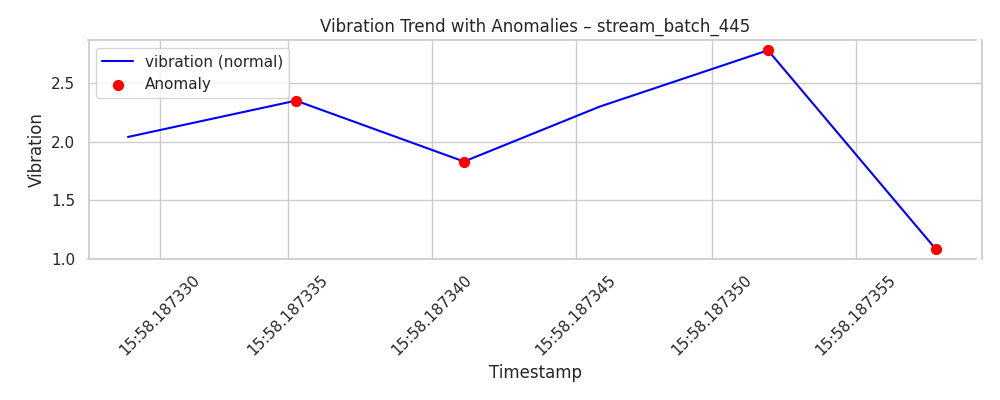 Vibration Trend with Anomalies – stream_batch_445
vibration (normal)
Anomaly
Vibration
2.5
2.0
1.5
1.0
15:58.187330
15:58.187335
15:58.187340
15:58.187345
15:58.187350
15:58.187355
Timestamp